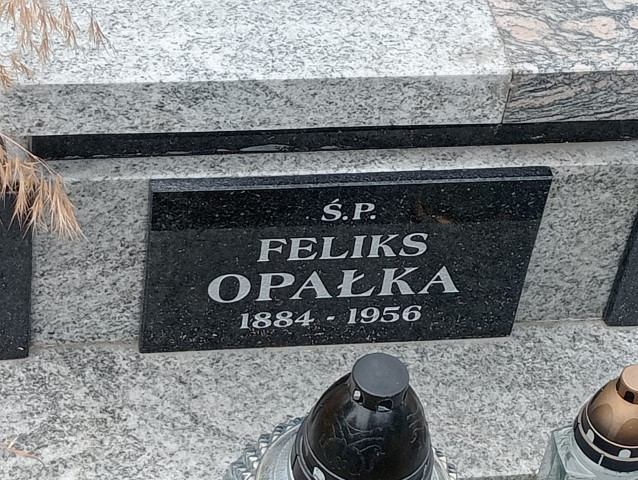 Ś.P.
FELIKS
OPAŁKA
1884 - 1956